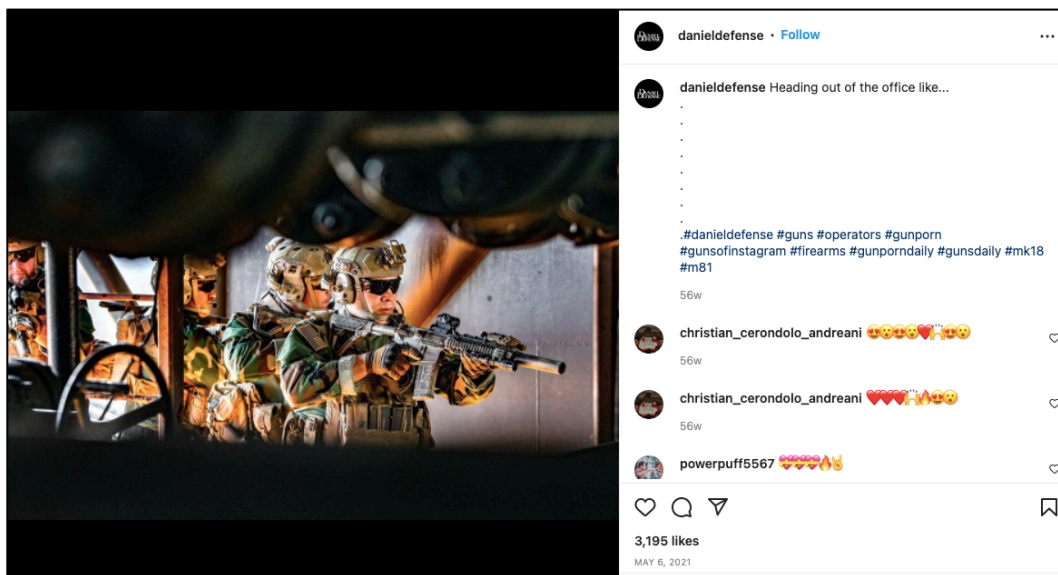 danieldefense • Follow
danieldefense Heading out of the office like...
.
.
.
.
.
.
.
.
.#danieldefense #guns #operators #gunporn
#gunsofinstagram #firearms #gunporndaily #gunsdaily #mk18
#m81
56w
christian_cerondolo_andreani 😍😮😍😮❤️🙌😍😮
56w
christian_cerondolo_andreani ❤️❤️❤️🙌🔥😍😮
56w
powerpuff5567 💝💝💝🔥🤘
3,195 likes
MAY 6, 2021